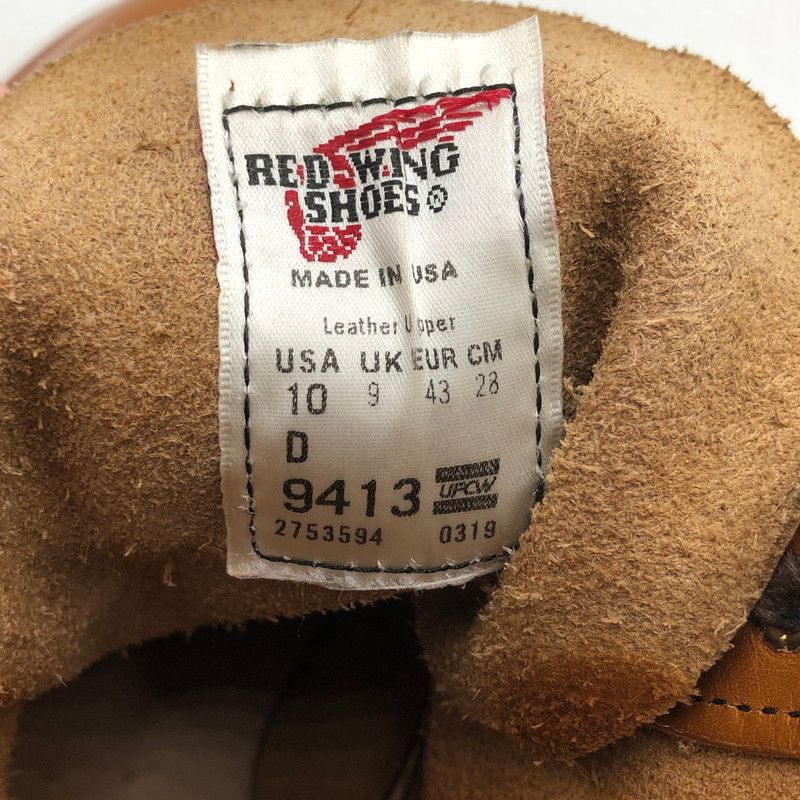 RED WING
SHOES®
MADE IN USA
Leather Upper
USA UK EUR CM
10 9 43 28
D
9413 UFCW
2753594 0319